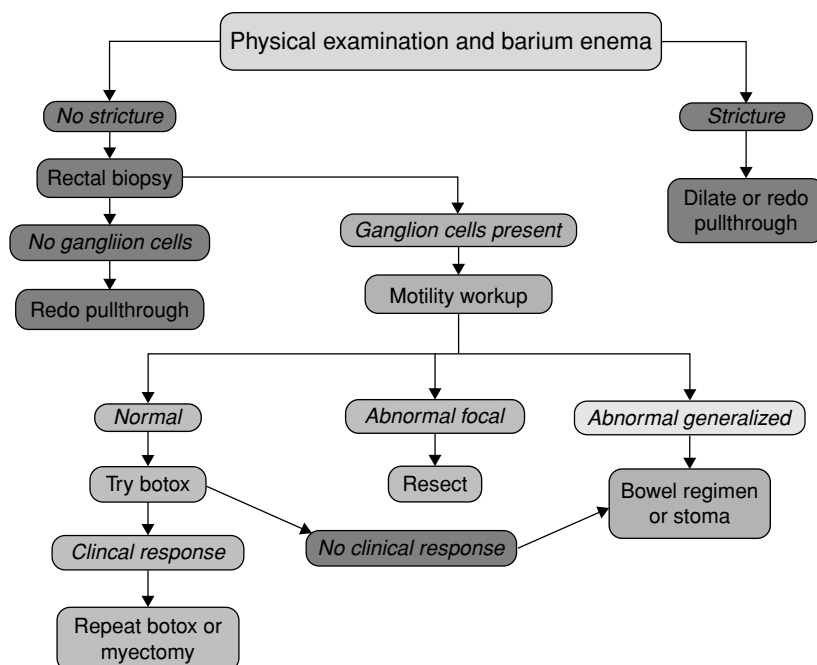 Physical examination and barium enema
No stricture
Stricture
Rectal biopsy
Dilate or redo
pullthrough
No gangliion cells
Ganglion cells present
Redo pullthrough
Motility workup
Normal
Abnormal focal
Abnormal generalized
Try botox
Resect
Bowel regimen
or stoma
Clincal response
No clinical response
Repeat botox or
myectomy